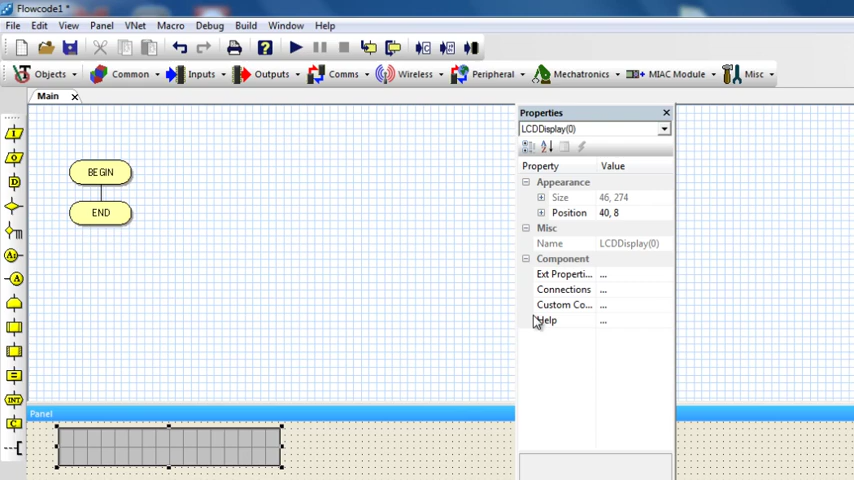 Flowcode1 *
File Edit View Panel VNet Macro Debug Build Window Help
Objects Common Inputs Outputs Comms Wireless Peripheral Mechatronics MIAC Module Misc
Main
Properties
LCDDisplay(0)
Property Value
Appearance
Size 46, 274
Position 40, 8
Misc
Name LCDDisplay(0)
Component
Ext Properti... ...
Connections ...
Custom Co... ...
Help ...
BEGIN
END
Panel